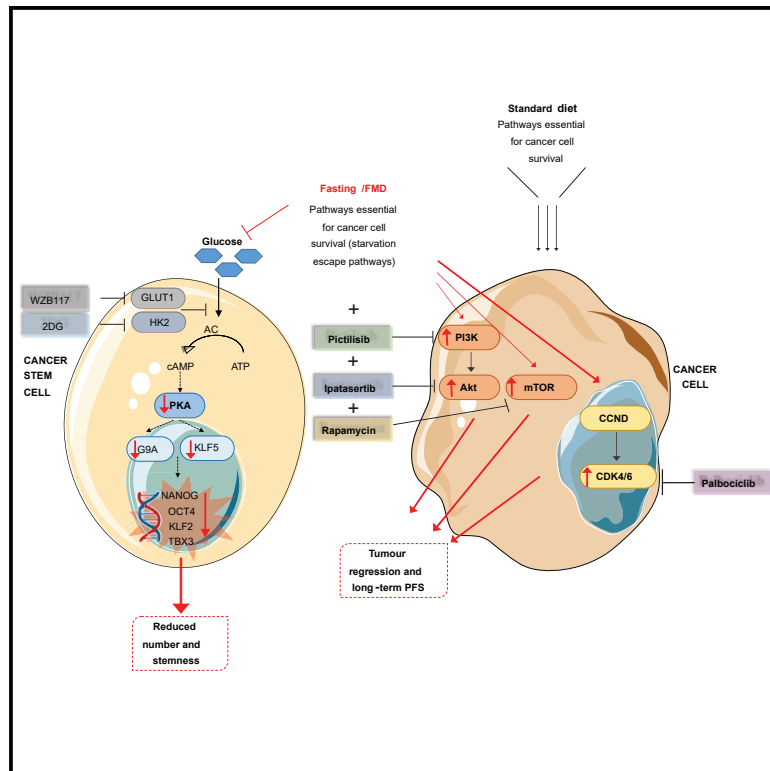 Standard diet
Pathways essential
for cancer cell
survival
Fasting /FMD
Pathways essential
for cancer cell
survival (starvation
escape pathways)
Glucose
WZB117
GLUT1
2DG
HK2
AC
cAMP
ATP
CANCER
STEM
CELL
PKA
G9A
KLF5
NANOG
OCT4
KLF2
TBX3
Reduced
number and
stemness
+
Pictilisib
+
Ipatasertib
+
Rapamycin
PI3K
Akt
mTOR
CANCER
CELL
CCND
CDK4/6
Palbociclib
Tumour
regression and
long-term PFS